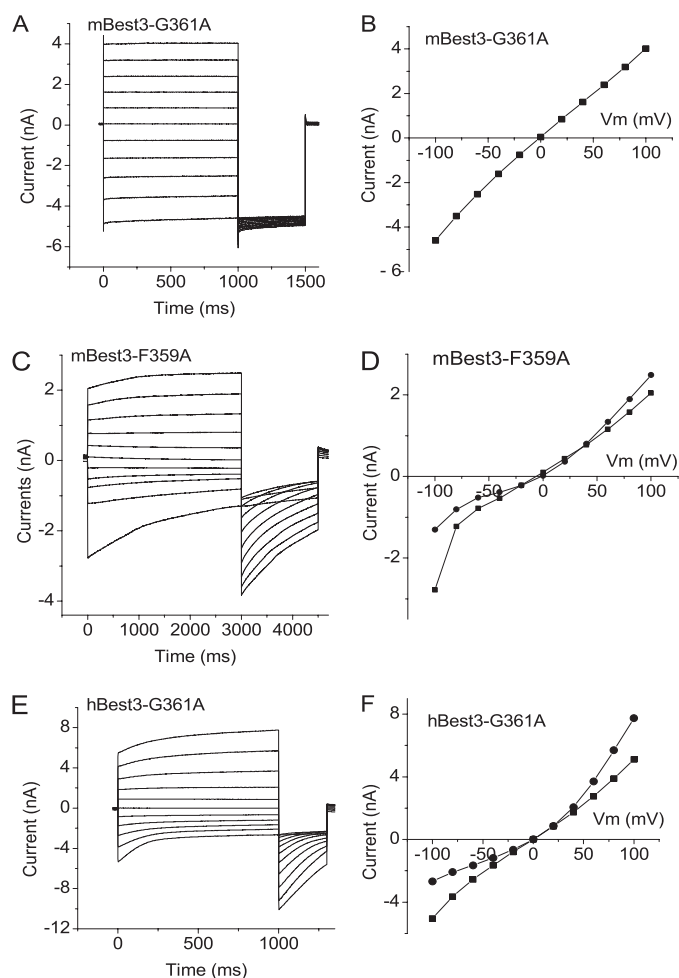 A
mBest3-G361A
4
2
0
-2
-4
-6
Current (nA)
0 500 1000 1500
Time (ms)
B
mBest3-G361A
4
2
0
-2
- 6
Current (nA)
Vm (mV)
-100 -50 0 50 100
C
mBest3-F359A
2
0
-2
-4
Currents (nA)
0 1000 2000 3000 4000
Time (ms)
D
mBest3-F359A
2
0
-2
Current (nA)
Vm (mV)
-100 -50 0 50 100
E
hBest3-G361A
8
4
0
-4
-8
-12
Current (nA)
0 500 1000
Time (ms)
F
hBest3-G361A
8
4
0
-4
Current (nA)
Vm (mV)
-100 -50 0 50 100